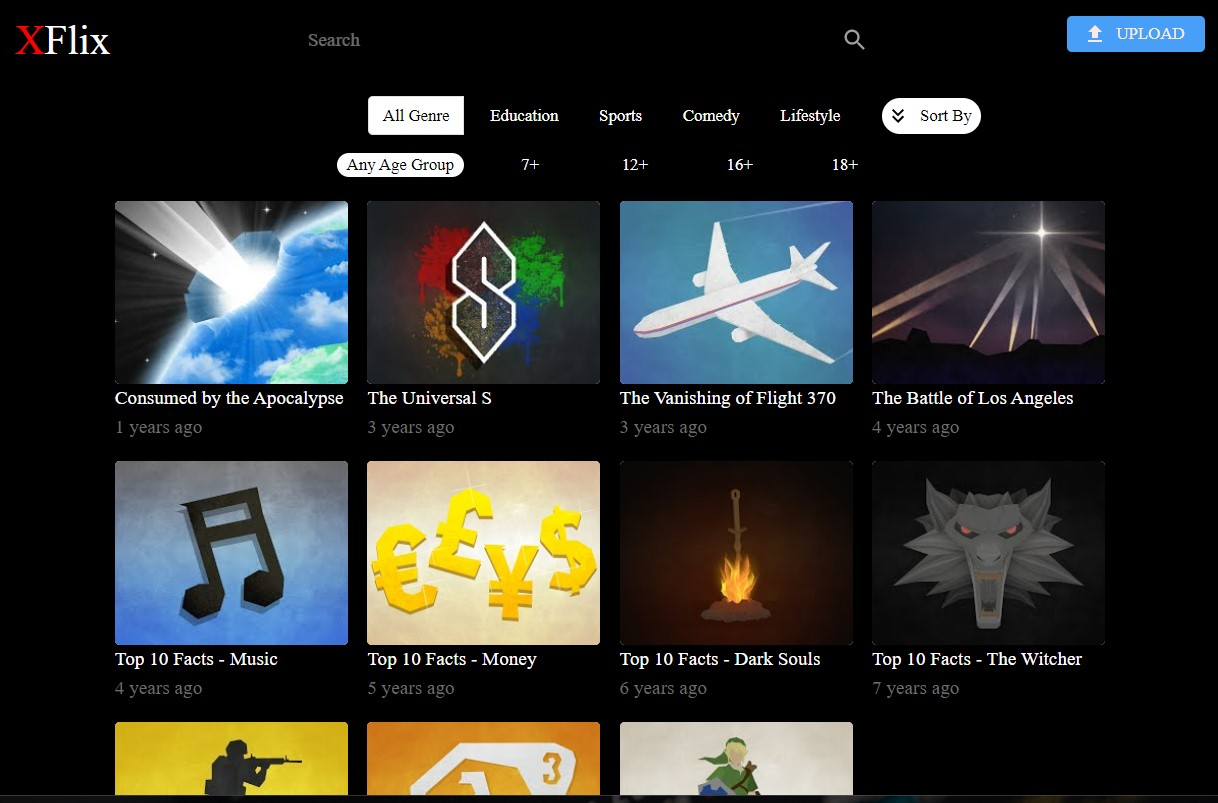 XFlix
Search
UPLOAD
All Genre
Education
Sports
Comedy
Lifestyle
Sort By
Any Age Group
7+
12+
16+
18+
Consumed by the Apocalypse
The Universal S
The Vanishing of Flight 370
The Battle of Los Angeles
1 years ago
3 years ago
3 years ago
4 years ago
Top 10 Facts - Music
Top 10 Facts - Money
Top 10 Facts - Dark Souls
Top 10 Facts - The Witcher
4 years ago
5 years ago
6 years ago
7 years ago
3